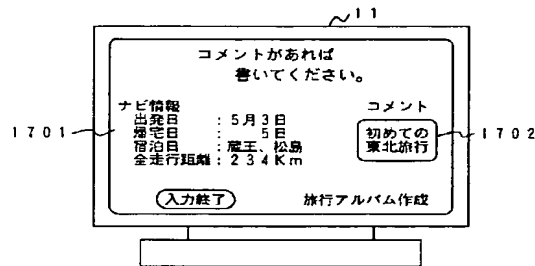 11
コメントがあれば
書いてください。
ナビ情報
出発日 : 5月3日
帰宅日 : 5日
宿泊日 : 蔵王、松島
全走行距離 : 234Km
コメント
初めての
東北旅行
1701
1702
入力終了
旅行アルバム作成